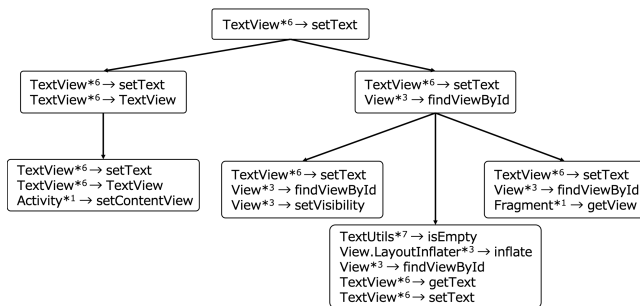 TextView*6 → setText
TextView*6 → setText
TextView*6 → TextView
TextView*6 → setText
View*3 → findViewById
TextView*6 → setText
TextView*6 → TextView
Activity*1 → setContentView
TextView*6 → setText
View*3 → findViewById
View*3 → setVisibility
TextView*6 → setText
View*3 → findViewById
Fragment*1 → getView
TextUtils*7 → isEmpty
View.LayoutInflater*3 → inflate
View*3 → findViewById
TextView*6 → getText
TextView*6 → setText